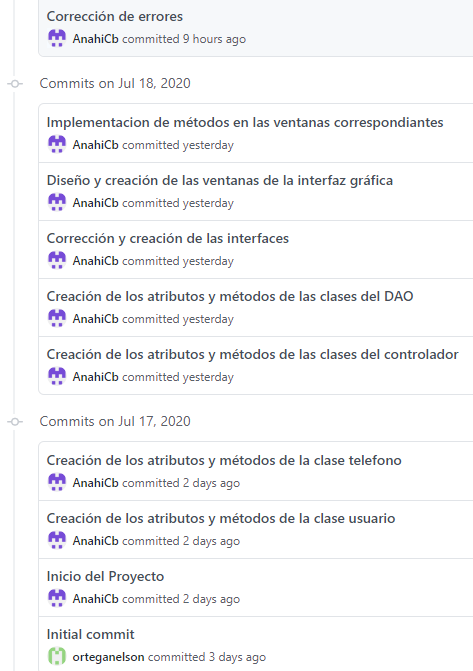 Corrección de errores
AnahiCb committed 9 hours ago
Commits on Jul 18, 2020
Implementacion de métodos en las ventanas correspondiantes
AnahiCb committed yesterday
Diseño y creación de las ventanas de la interfaz gráfica
AnahiCb committed yesterday
Corrección y creación de las interfaces
AnahiCb committed yesterday
Creación de los atributos y métodos de las clases del DAO
AnahiCb committed yesterday
Creación de los atributos y métodos de las clases del controlador
AnahiCb committed yesterday
Commits on Jul 17, 2020
Creación de los atributos y métodos de la clase telefono
AnahiCb committed 2 days ago
Creación de los atributos y métodos de la clase usuario
AnahiCb committed 2 days ago
Inicio del Proyecto
AnahiCb committed 2 days ago
Initial commit
orteganelson committed 3 days ago